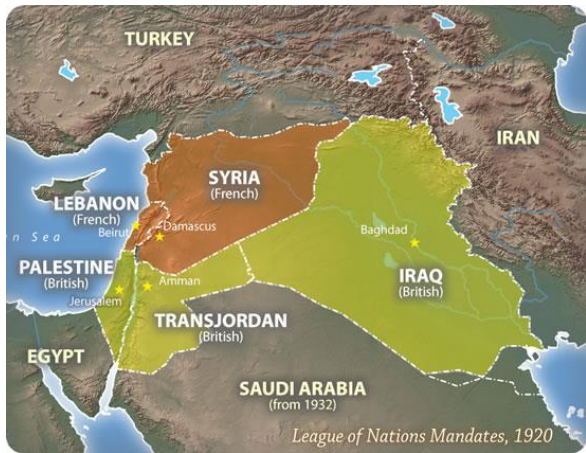 TURKEY
IRAN
SYRIA
(French)
LEBANON
(French)
Beirut
Damascus
Baghdad
PALESTINE
(British)
Amman
Jerusalem
IRAQ
(British)
TRANSJORDAN
(British)
EGYPT
SAUDI ARABIA
(from 1932)
n Sea
Pe
League of Nations Mandates, 1920